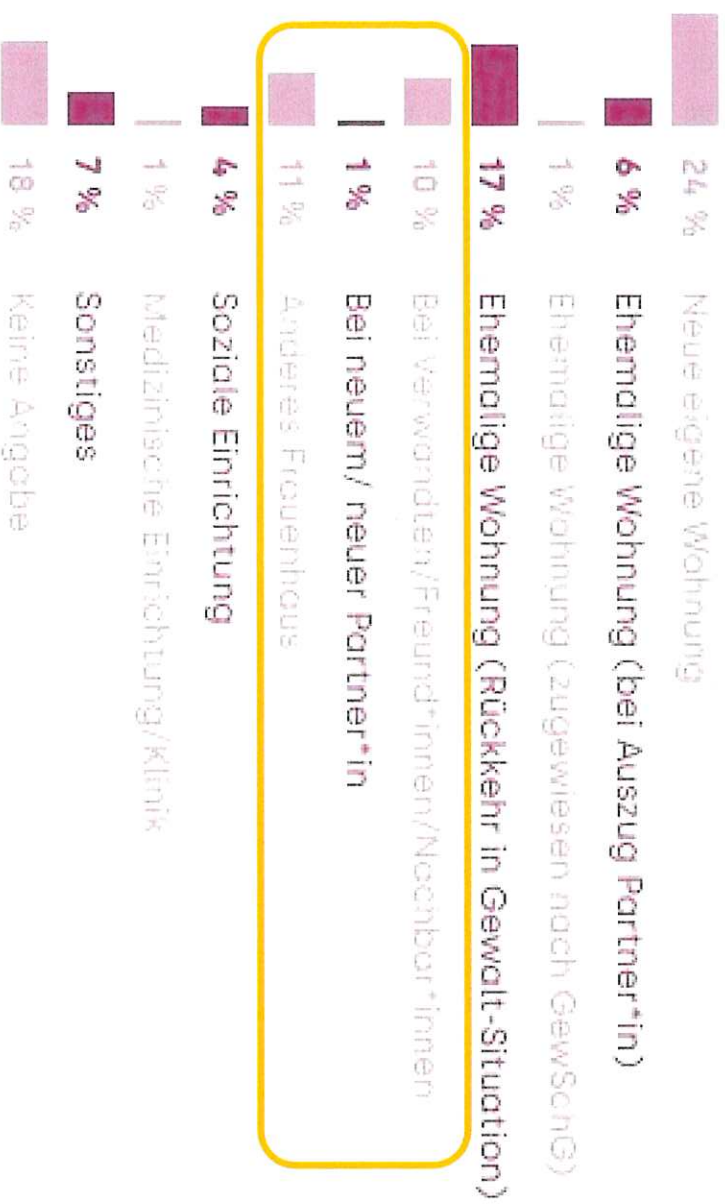 24 % Neue eigene Wohnung
6 % Ehemalige Wohnung (bei Auszug Partner*in)
1 % Ehemalige Wohnung (zugewiesen nach GewSchG)
17 % Ehemalige Wohnung (Rückkehr in Gewalt-Situation)
10 % Bei Verwandten/Freund*innen/Nachbar*innen
1 % Bei neuem/ neuer Partner*in
11 % Anderes Frauenhaus
4 % Soziale Einrichtung
1 % Medizinische Einrichtung/Klinik
7 % Sonstiges
18 % Keine Angabe